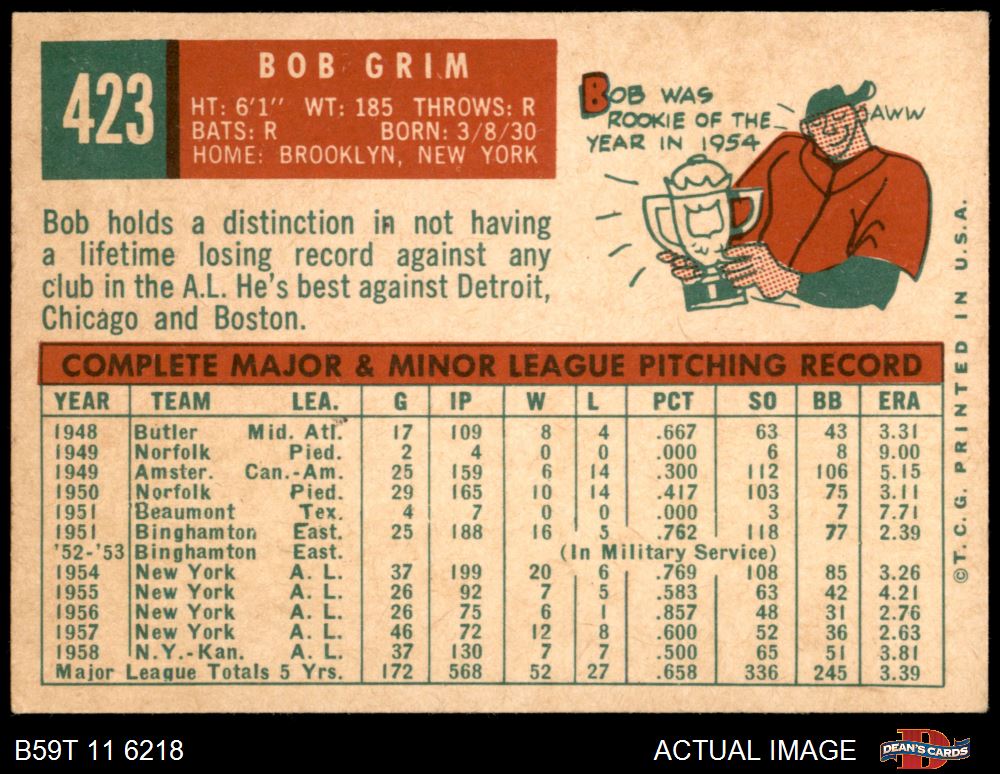 423
BOB GRIM
HT: 6'1" WT: 185 THROWS: R
BATS: R BORN: 3/8/30
HOME: BROOKLYN, NEW YORK
BOB WAS
ROOKIE OF THE
YEAR IN 1954
AWW
Bob holds a distinction in not having
a lifetime losing record against any
club in the A.L. He's best against Detroit,
Chicago and Boston.
COMPLETE MAJOR & MINOR LEAGUE PITCHING RECORD
YEAR TEAM LEA. G IP W L PCT SO BB ERA
1948 Butler Mid. Atl. 17 109 8 4 .667 63 43 3.31
1949 Norfolk Pied. 2 4 0 0 .000 6 8 9.00
1949 Amster. Can.-Am. 25 159 6 14 .300 112 106 5.15
1950 Norfolk Pied. 29 165 10 14 .417 103 75 3.11
1951 Beaumont Tex. 4 7 0 0 .000 3 7 7.71
1951 Binghamton East. 25 188 16 5 .762 118 77 2.39
'52-'53 Binghamton East. (In Military Service)
1954 New York A. L. 37 199 20 6 .769 108 85 3.26
1955 New York A. L. 26 92 7 5 .583 63 42 4.21
1956 New York A. L. 26 75 6 1 .857 48 31 2.76
1957 New York A. L. 46 72 12 8 .600 52 36 2.63
1958 N.Y.-Kan. A. L. 37 130 7 7 .500 65 51 3.81
Major League Totals 5 Yrs. 172 568 52 27 .658 336 245 3.39
©T.C.G. PRINTED IN U.S.A.
B59T 11 6218
ACTUAL IMAGE
DEAN'S CARDS